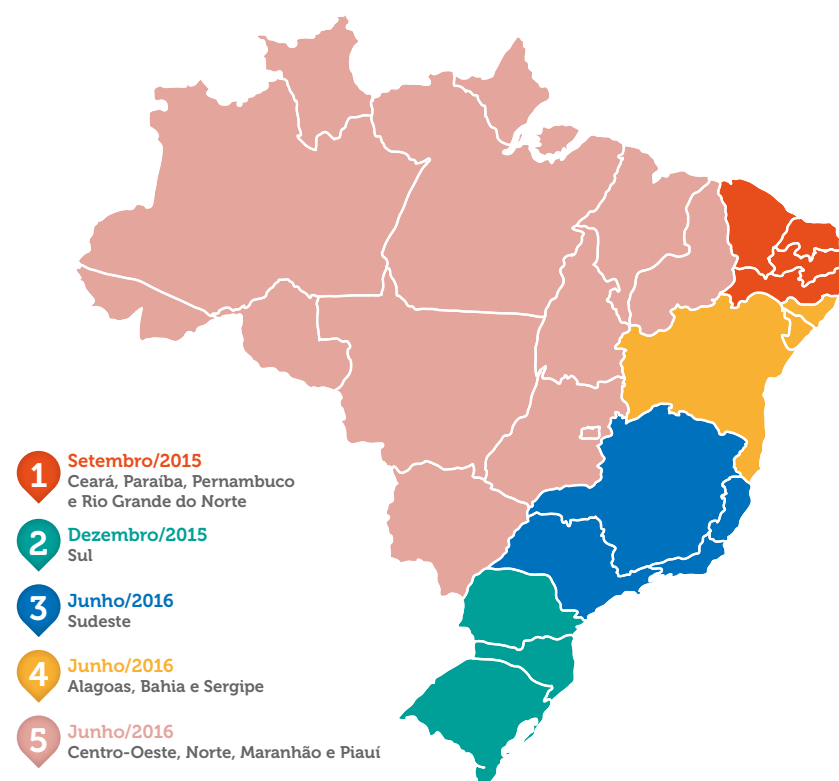 1
Setembro/2015
Ceará, Paraíba, Pernambuco
e Rio Grande do Norte
2
Dezembro/2015
Sul
3
Junho/2016
Sudeste
4
Junho/2016
Alagoas, Bahia e Sergipe
5
Junho/2016
Centro-Oeste, Norte, Maranhão e Piauí